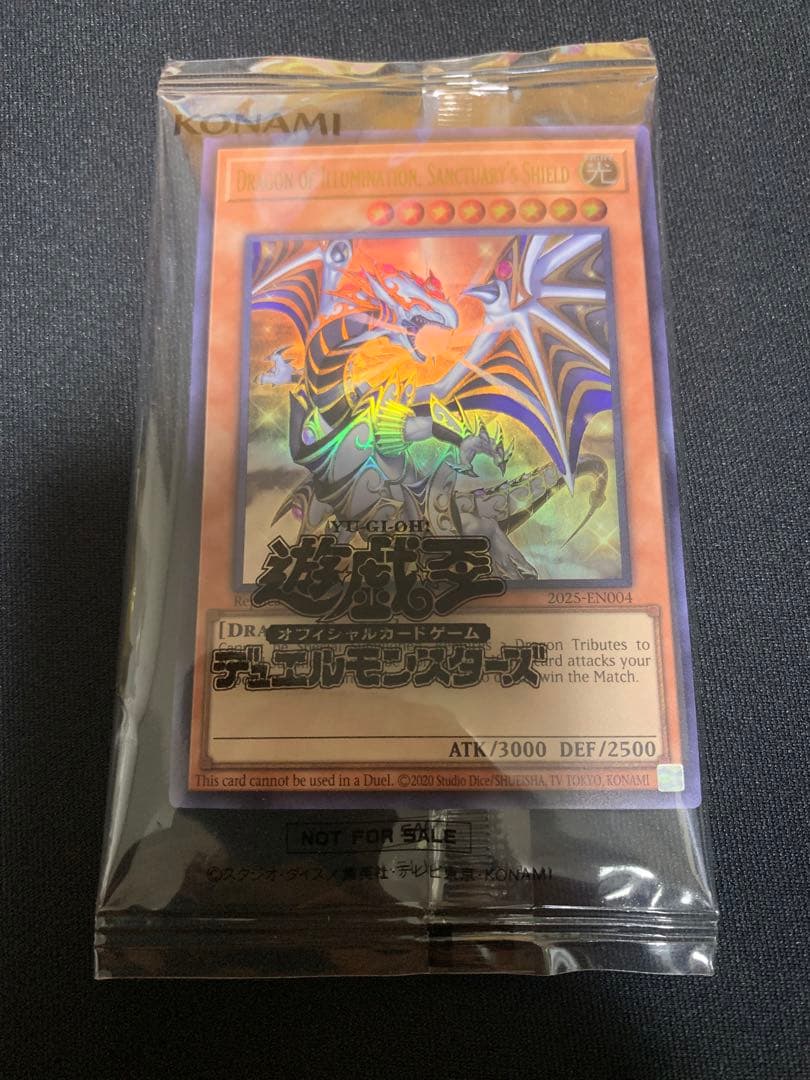 KONAMI
DRAGON OF ILLUMINATION, SANCTUARY'S SHIELD
光
YU-GI-OH!
遊戯王
2025-EN004
オフィシャルカードゲーム
[DRA
Dragon Tributes to
card attacks your
win the Match.
デュエルモンスターズ
ATK/3000 DEF/2500
This card cannot be used in a Duel. ©2020 Studio Dice/SHUEISHA, TV TOKYO, KONAMI
NOT FOR SALE
©スタジオ・ダイス/集英社・テレビ東京・KONAMI